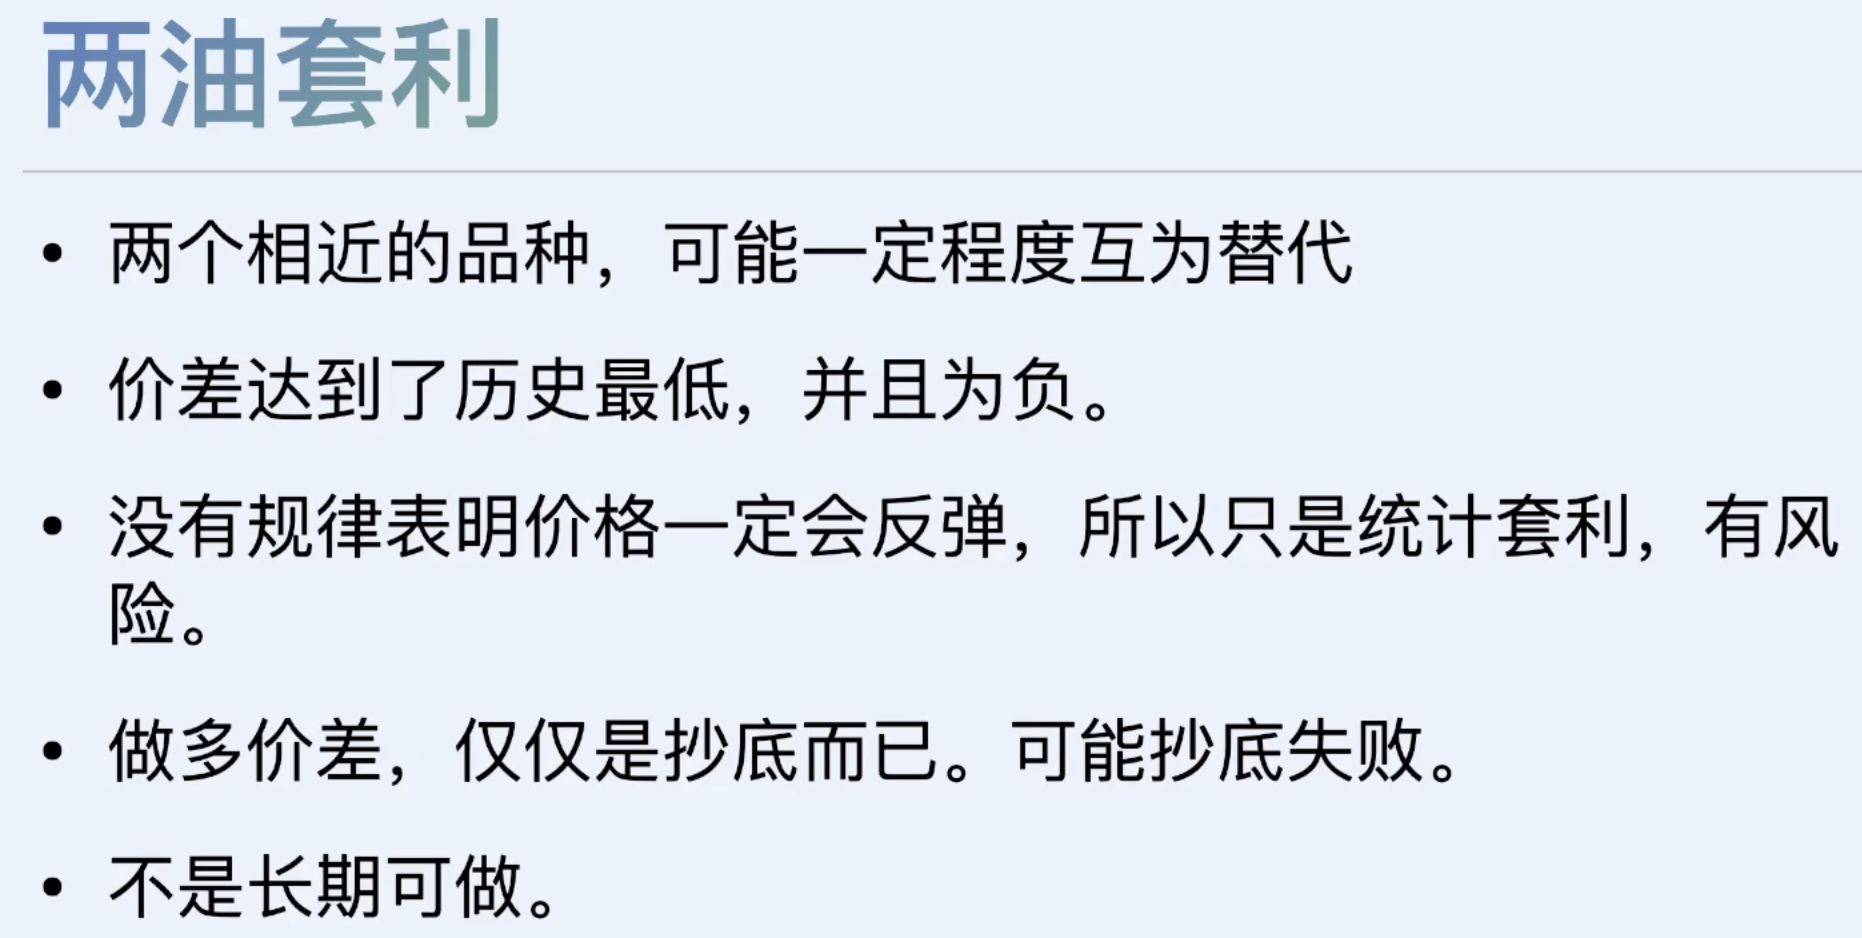 两油套利
• 两个相近的品种，可能一定程度互为替代
• 价差达到了历史最低，并且为负。
• 没有规律表明价格一定会反弹，所以只是统计套利，有风
险。
• 做多价差，仅仅是抄底而已。可能抄底失败。
• 不是长期可做。